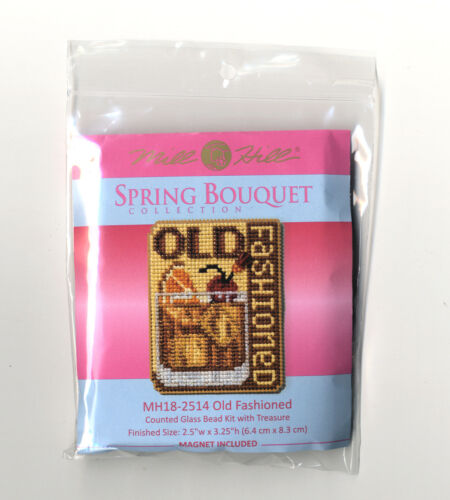 Mill Hill
SPRING BOUQUET
COLLECTION
OLD
FASHIONED
MH18-2514 Old Fashioned
Counted Glass Bead Kit with Treasure
Finished Size: 2.5"w x 3.25"h (6.4 cm x 8.3 cm)
MAGNET INCLUDED